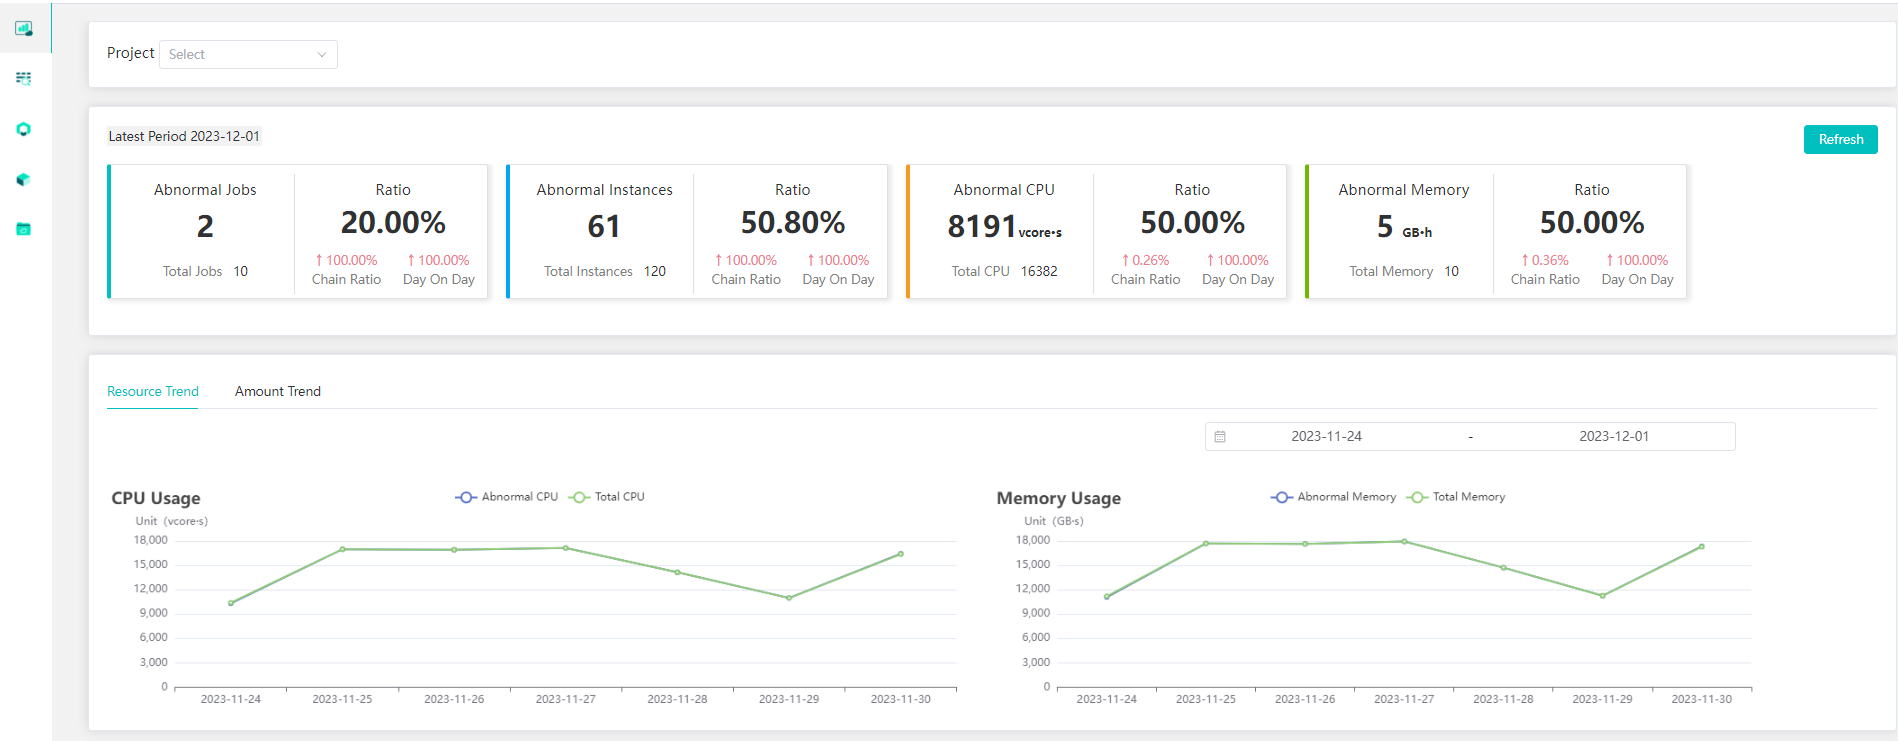 Project Select
Latest Period 2023-12-01
Refresh
Abnormal Jobs
2
Total Jobs 10
Ratio
20.00%
↑ 100.00% ↑ 100.00%
Chain Ratio Day On Day
Abnormal Instances
61
Total Instances 120
Ratio
50.80%
↑ 100.00% ↑ 100.00%
Chain Ratio Day On Day
Abnormal CPU
8191 vcore•s
Total CPU 16382
Ratio
50.00%
↑ 0.26% ↑ 100.00%
Chain Ratio Day On Day
Abnormal Memory
5 GB•h
Total Memory 10
Ratio
50.00%
↑ 0.36% ↑ 100.00%
Chain Ratio Day On Day
Resource Trend Amount Trend
2023-11-24 - 2023-12-01
CPU Usage
Abnormal CPU Total CPU
Unit (vcore·s)
18,000
15,000
12,000
9,000
6,000
3,000
0
2023-11-24 2023-11-25 2023-11-26 2023-11-27 2023-11-28 2023-11-29 2023-11-30
Memory Usage
Abnormal Memory Total Memory
Unit (GB·s)
18,000
15,000
12,000
9,000
6,000
3,000
0
2023-11-24 2023-11-25 2023-11-26 2023-11-27 2023-11-28 2023-11-29 2023-11-30